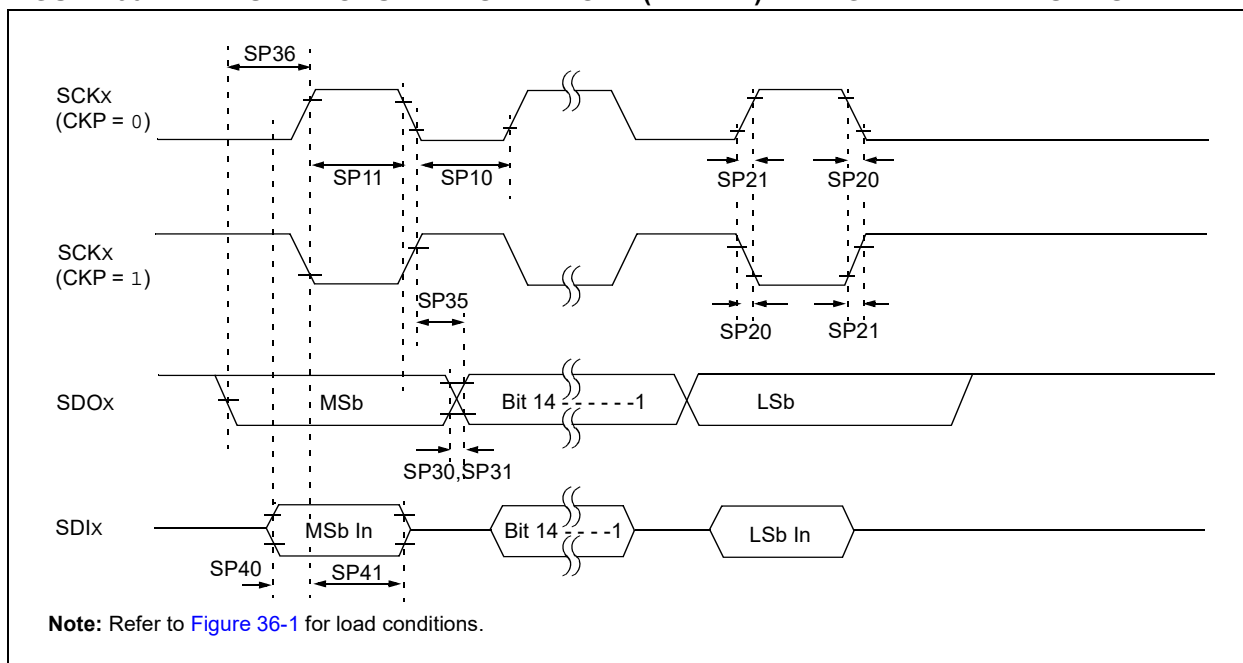 SP36
SCKx
(CKP = 0)
SP11
SP10
SP21
SP20
SCKx
(CKP = 1)
SP35
SP20
SP21
SDOx
MSb
Bit 14 - - - - - -1
LSb
SP30,SP31
SDIx
MSb In
Bit 14 - - - -1
LSb In
SP40
SP41
Note: Refer to Figure 36-1 for load conditions.